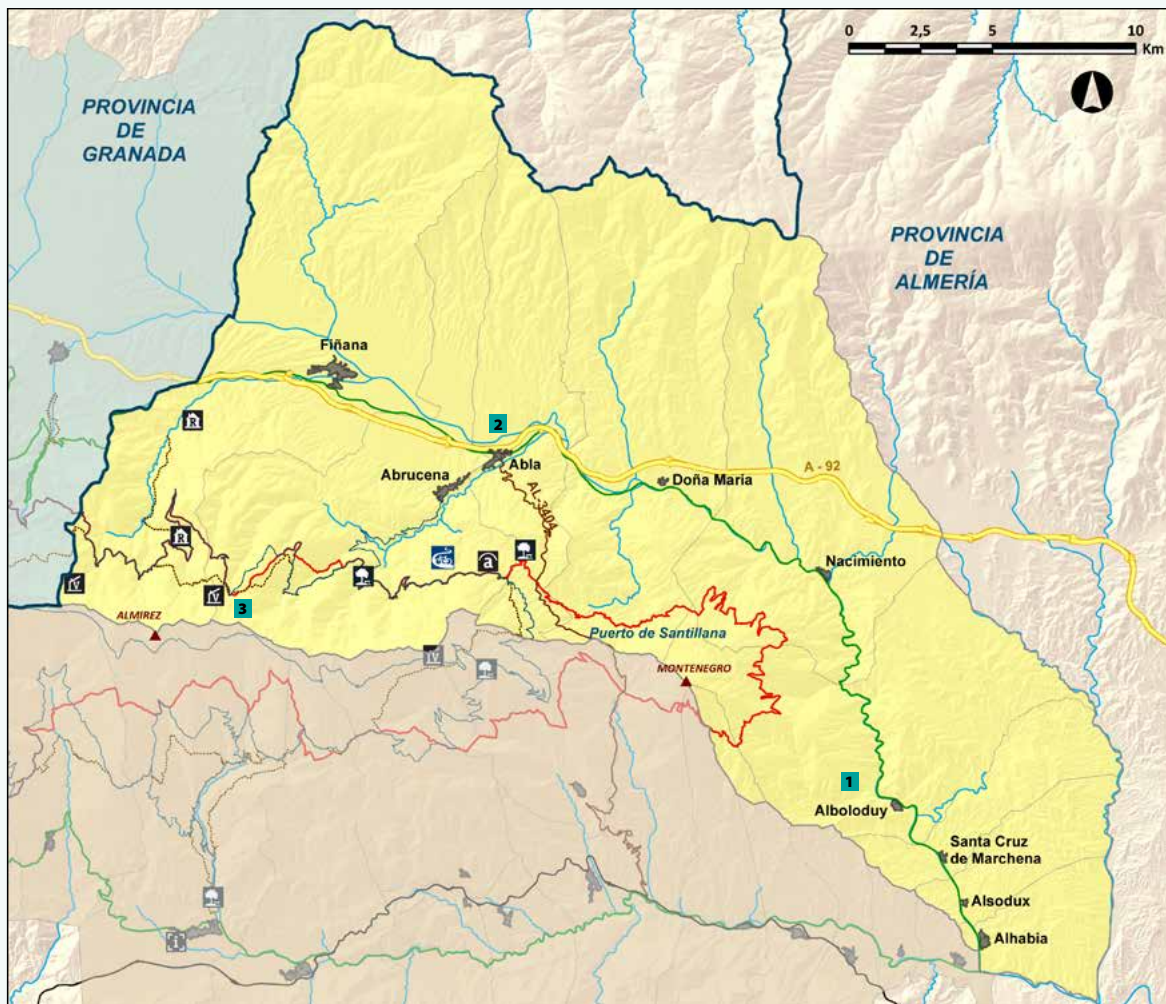 0
2,5
5
10
Km
PROVINCIA
DE
GRANADA
PROVINCIA
DE
ALMERÍA
Fiñana
R
2
Abla
Abrucena
Doña María
A - 92
AL-3404
R
a
Nacimiento
3
ALMIREZ
Puerto de Santillana
MONTENEGRO
1
Alboloduy
Santa Cruz
de Marchena
Alsodux
Alhabia
i